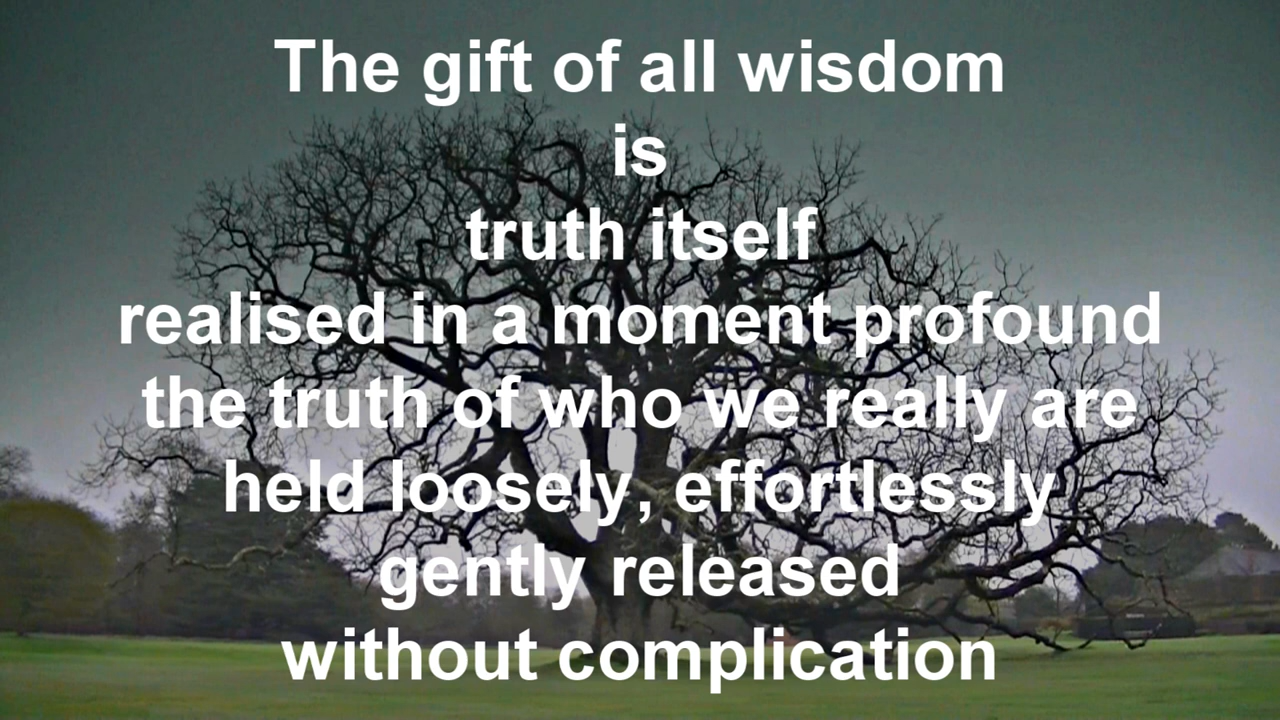 The gift of all wisdom
is
truth itself
realised in a moment profound
the truth of who we really are
held loosely, effortlessly
gently released
without complication